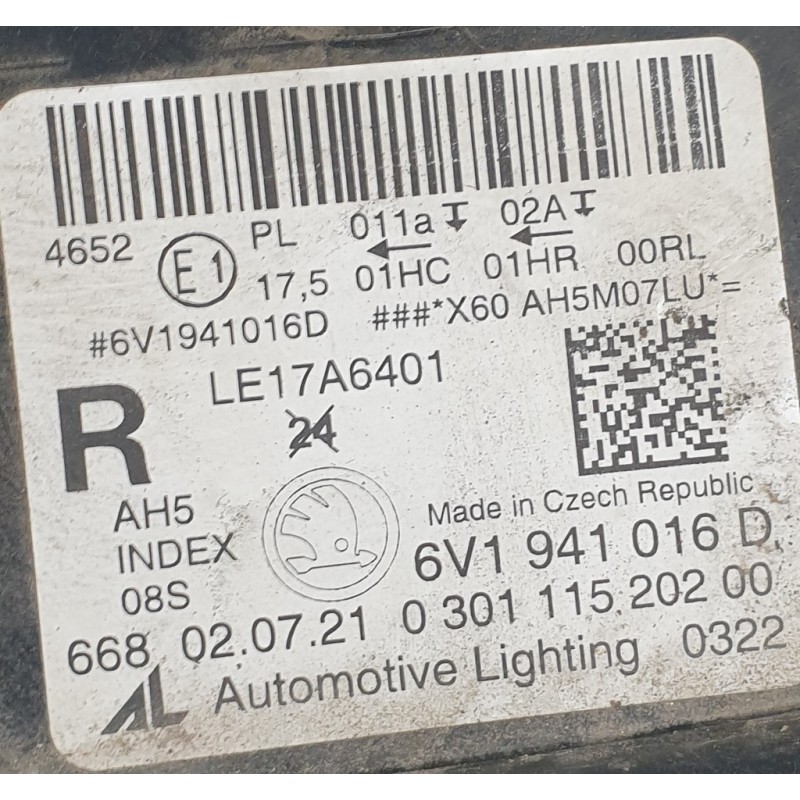 4652 E1 PL 011a 02A
17,5 01HC 01HR 00RL
#6V1941016D ###*X60 AH5M07LU*=
R LE17A6401
24
AH5
INDEX
08S
Made in Czech Republic
6V1 941 016 D.
668 02.07.21 0 301 115 202 00
AL Automotive Lighting 0322